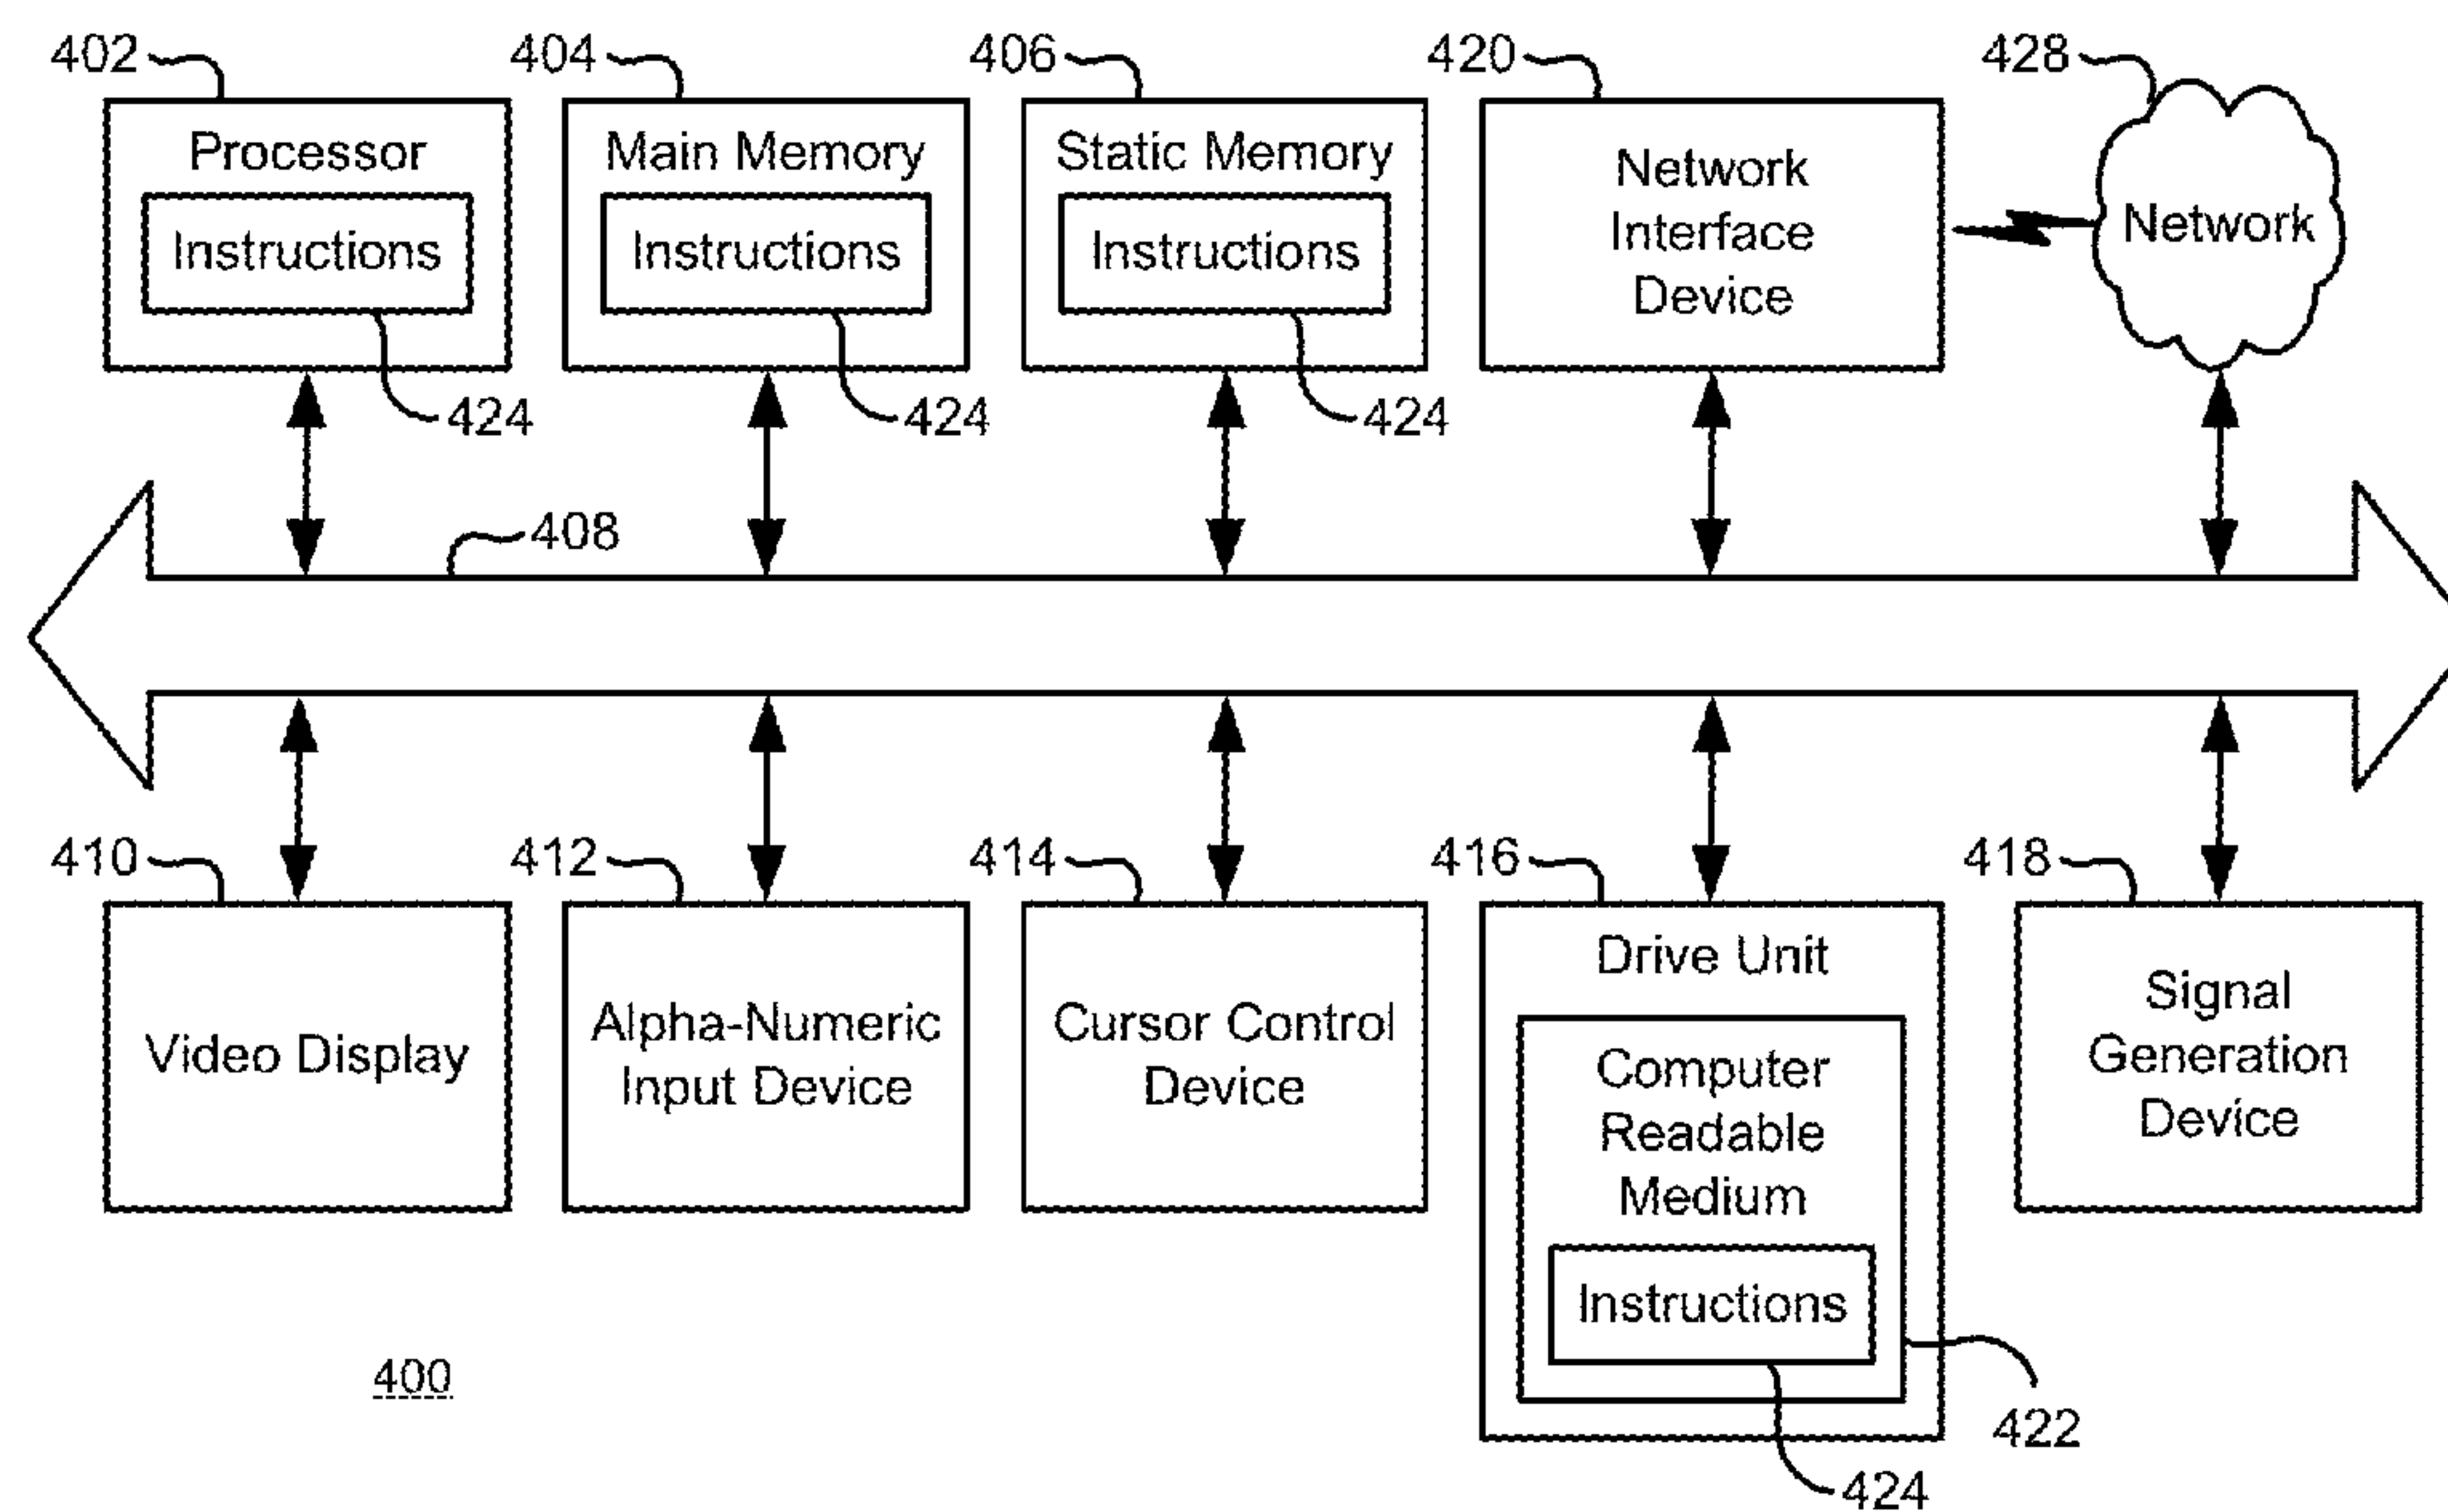 402
404
406
420
428
Processor
Instructions
424
Main Memory
Instructions
424
Static Memory
Instructions
424
Network
Interface
Device
Network
408
410
412
414
416
418
Video Display
Alpha-Numeric
Input Device
Cursor Control
Device
Drive Unit
Computer
Readable
Medium
Instructions
Signal
Generation
Device
400
422
424